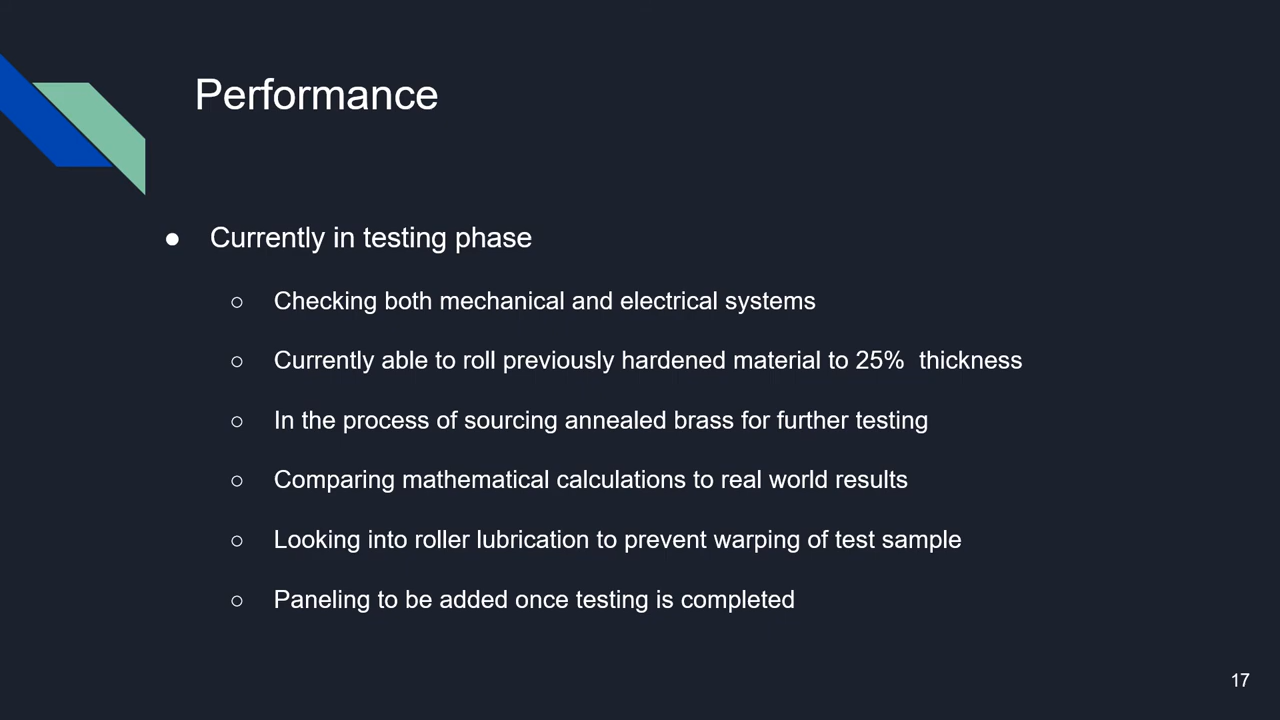 Performance
● Currently in testing phase
○ Checking both mechanical and electrical systems
○ Currently able to roll previously hardened material to 25%  thickness
○ In the process of sourcing annealed brass for further testing
○ Comparing mathematical calculations to real world results
○ Looking into roller lubrication to prevent warping of test sample
○ Paneling to be added once testing is completed
17